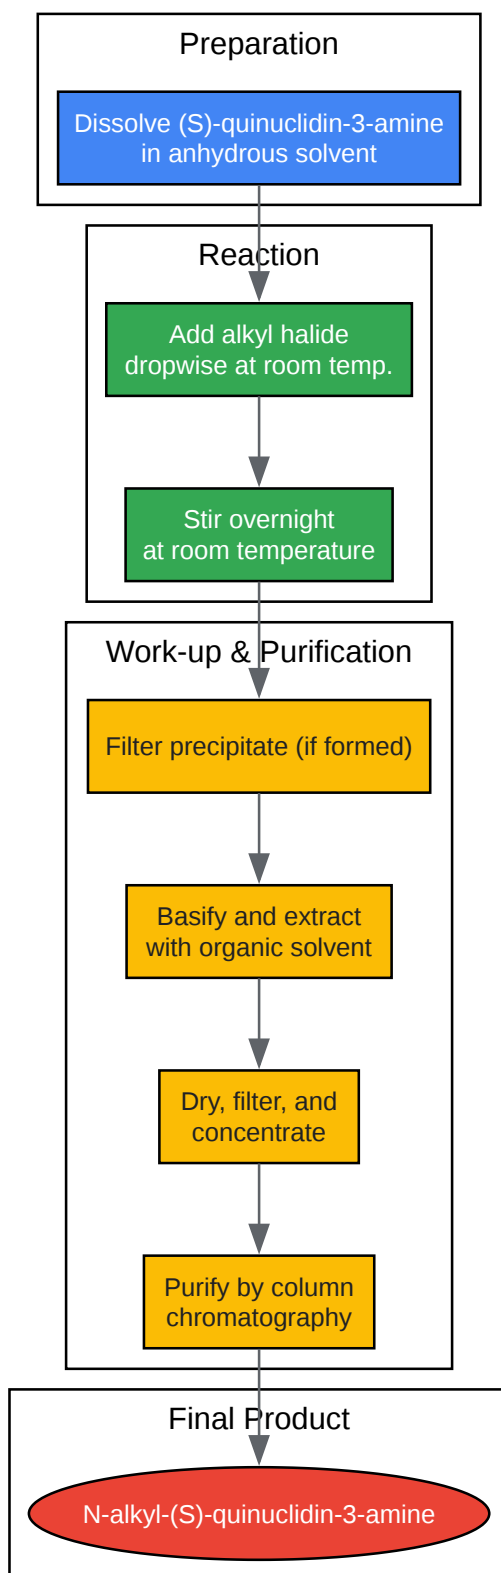 Preparation
Dissolve (S)-quinuclidin-3-amine
in anhydrous solvent
Reaction
Add alkyl halide
dropwise at room temp.
Stir overnight
at room temperature
Work-up & Purification
Filter precipitate (if formed)
Basify and extract
with organic solvent
Dry, filter, and
concentrate
Purify by column
chromatography
Final Product
N-alkyl-(S)-quinuclidin-3-amine